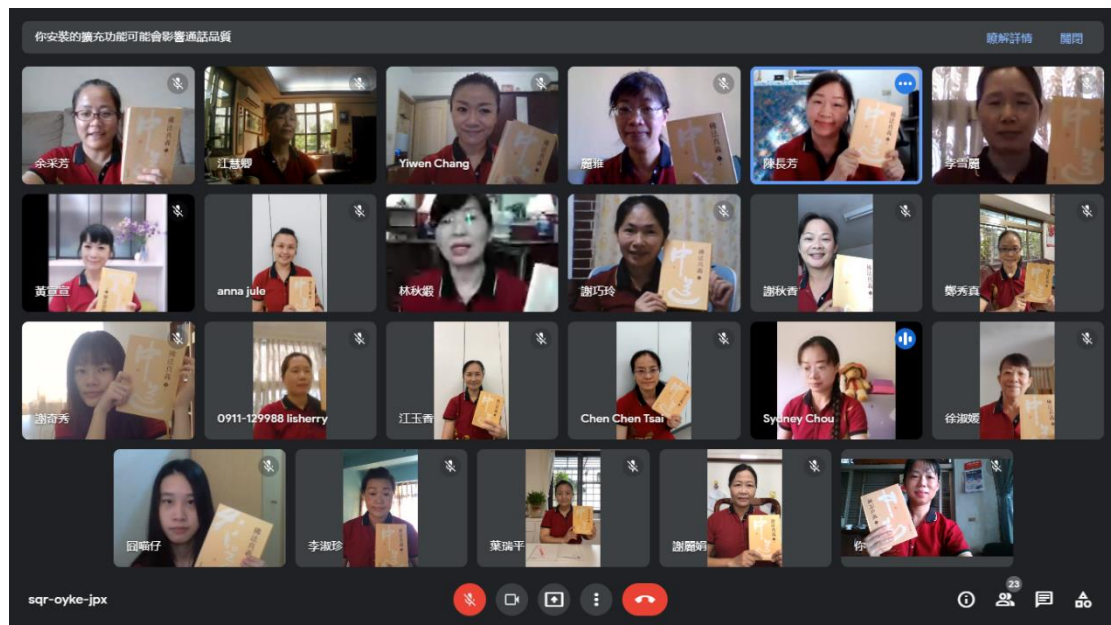 你安裝的擴充功能可能會影響通話品質
瞭解詳情
關閉
余采芳
江慧卿
Yiwen Chang
麗雅
陳長芳
李雪麗
黃宣宣
anna jule
林秋緞
謝巧玲
謝秋香
鄭秀真
謝奇秀
0911-129988 lisherry
江玉香
Chen Chen Tsai
Sydney Chou
徐淑媛
囧喵仔
李淑珍
葉瑞平
謝麗娟
你
sqr-oyke-jpx
23